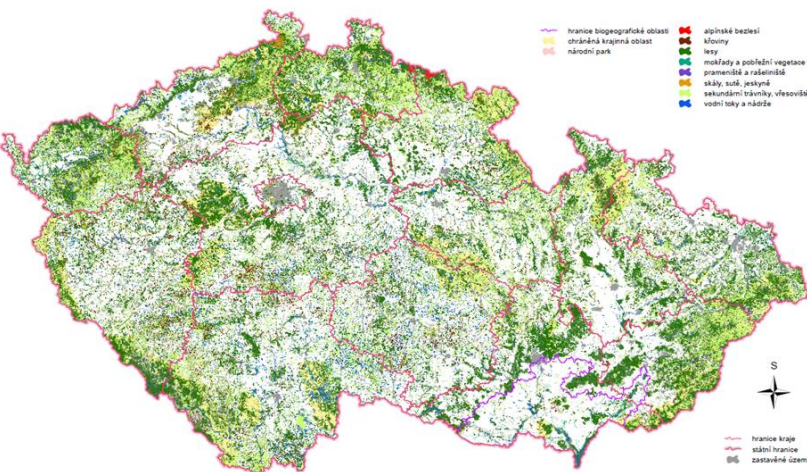 hranice biogeografické oblasti
chráněná krajinná oblast
národní park
alpínské bezlesí
křoviny
lesy
mokřady a pobřežní vegetace
prameniště a rašeliniště
skály, sutě, jeskyně
sekundární trávníky, vřesoviště
vodní toky a nádrže
S
hranice kraje
státní hranice
zastavěné území